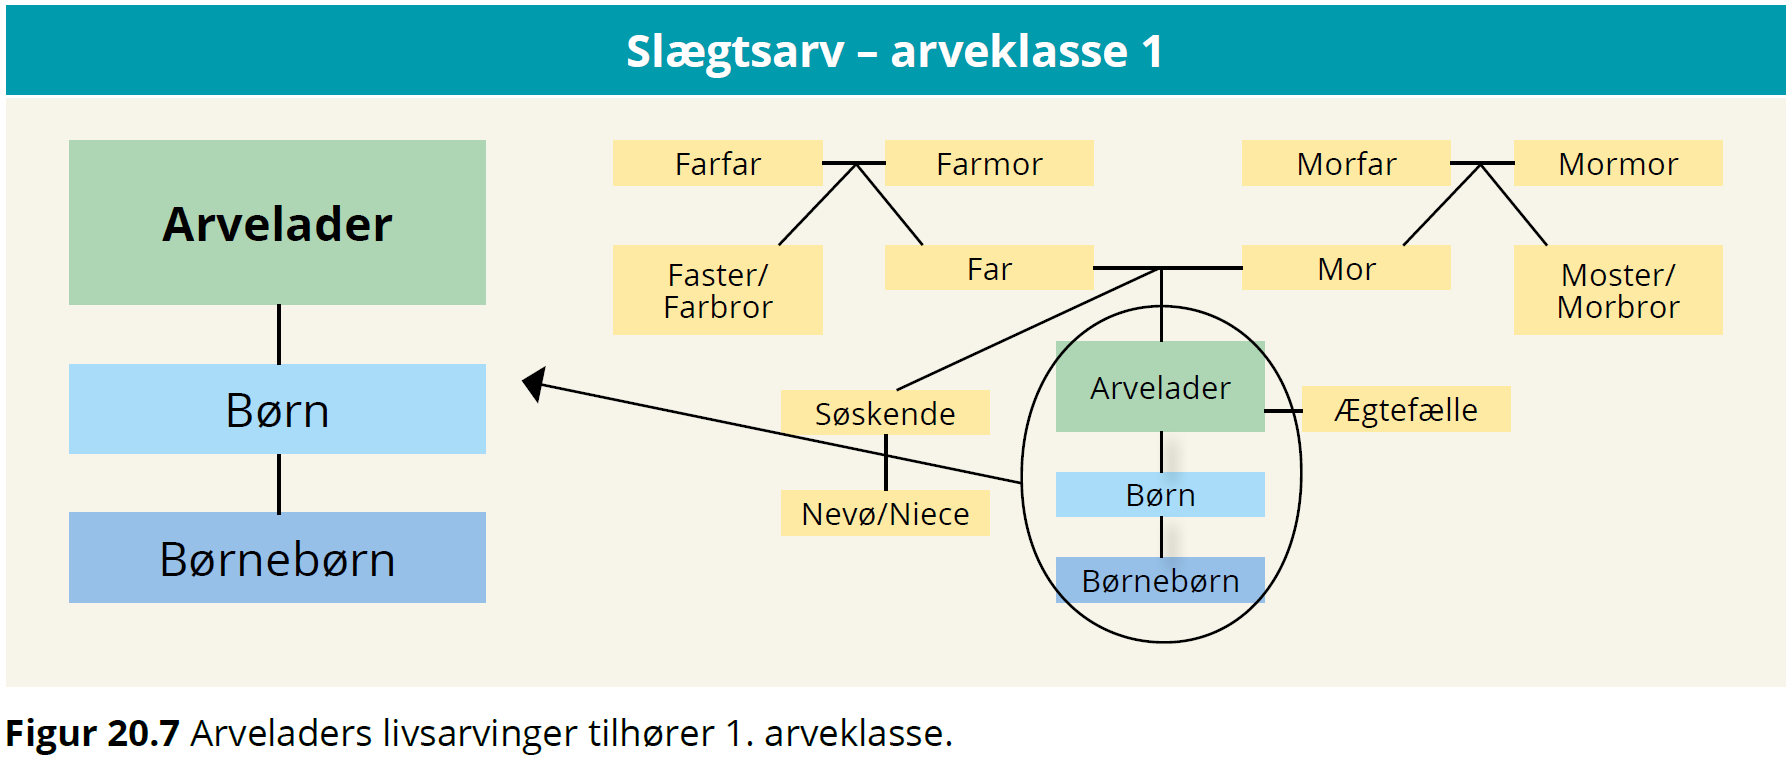 Slægtsarv – arveklasse 1
Arvelader
Børn
Børnebørn
Farfar
Farmor
Morfar
Mormor
Faster/
Farbror
Far
Mor
Moster/
Morbror
Søskende
Nevø/Niece
Arvelader
Ægtefælle
Børn
Børnebørn
Figur 20.7 Arveladers livsarvinger tilhører 1. arveklasse.